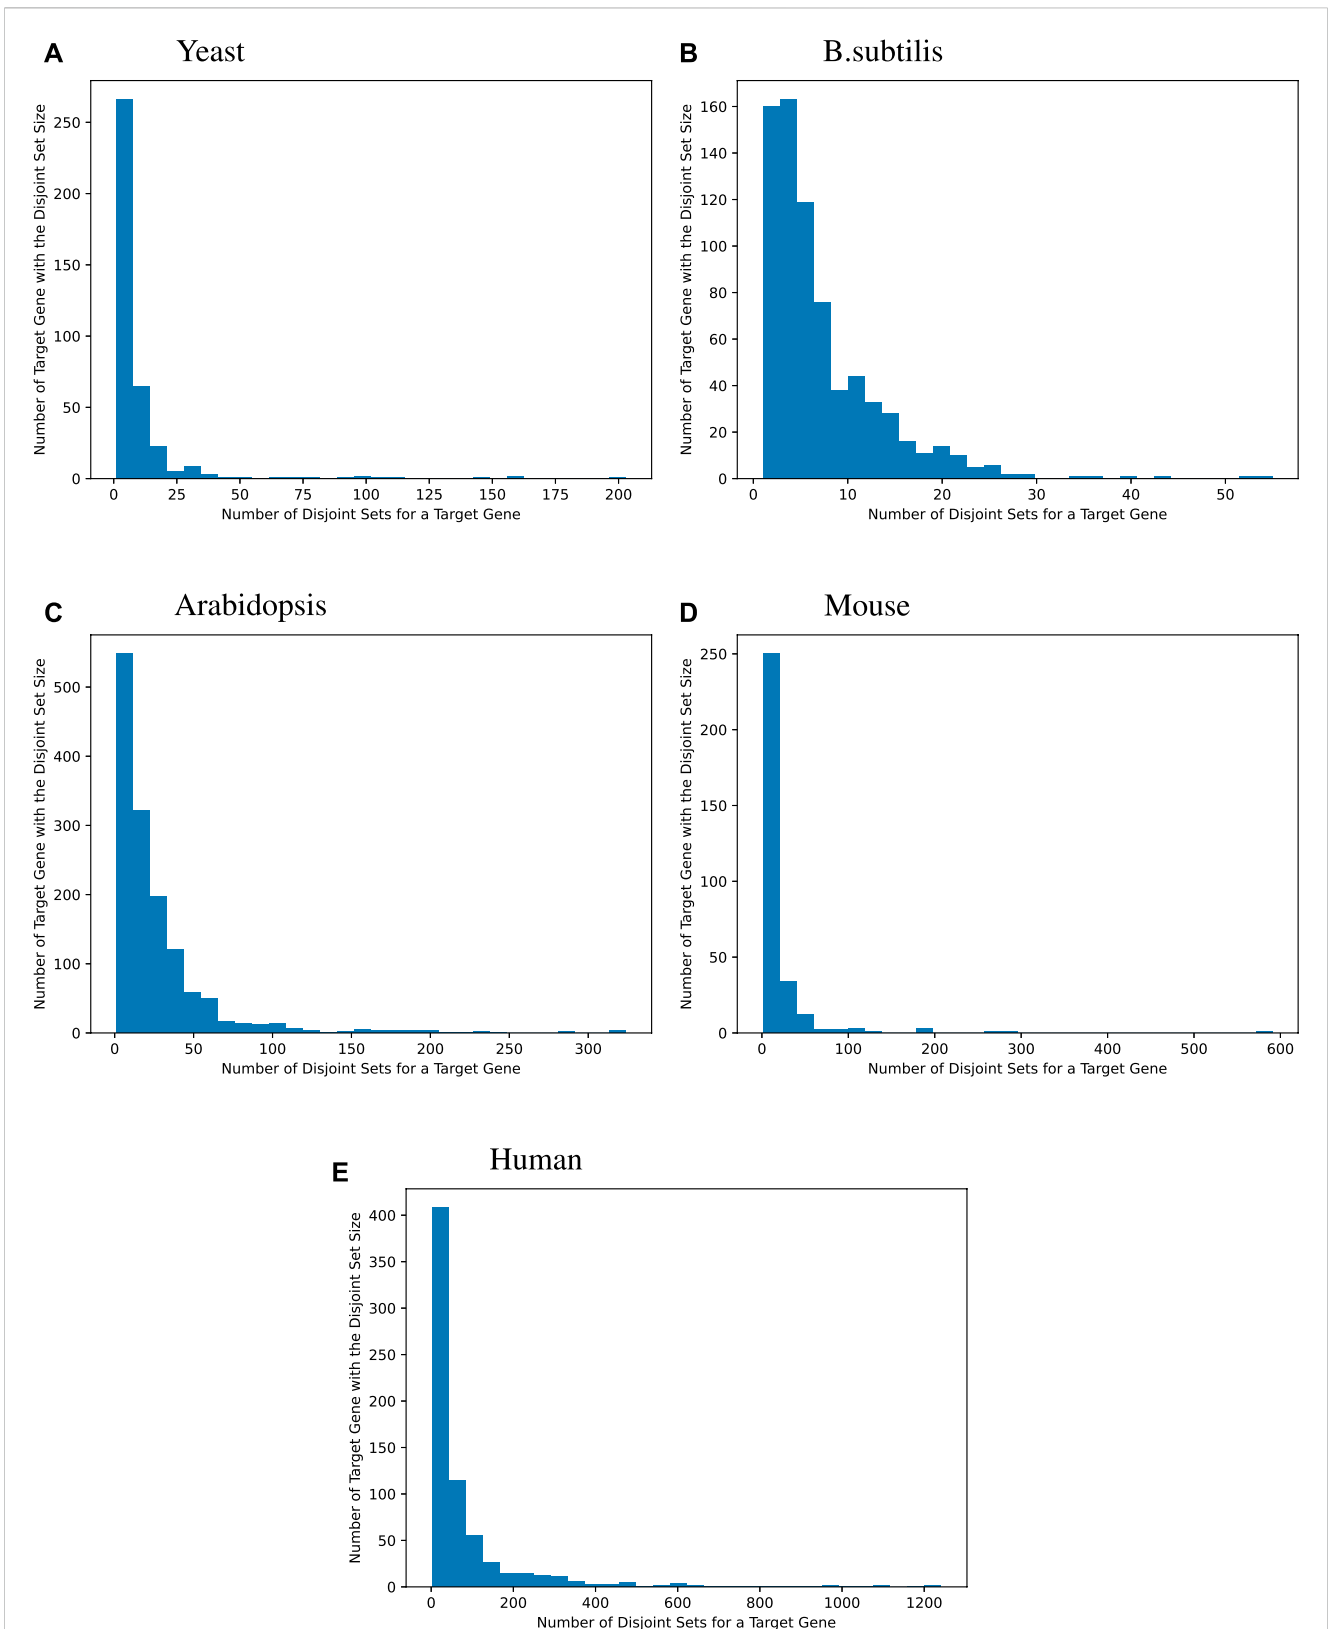 A Yeast
Number of Target Gene with the Disjoint Set Size
250
200
150
100
50
0
0 25 50 75 100 125 150 175 200
Number of Disjoint Sets for a Target Gene
B B.subtilis
Number of Target Gene with the Disjoint Set Size
160
140
120
100
80
60
40
20
0
0 10 20 30 40 50
Number of Disjoint Sets for a Target Gene
C Arabidopsis
Number of Target Gene with the Disjoint Set Size
500
400
300
200
100
0
0 50 100 150 200 250 300
Number of Disjoint Sets for a Target Gene
D Mouse
Number of Target Gene with the Disjoint Set Size
250
200
150
100
50
0
0 100 200 300 400 500 600
Number of Disjoint Sets for a Target Gene
E Human
Number of Target Gene with the Disjoint Set Size
400
350
300
250
200
150
100
50
0
0 200 400 600 800 1000 1200
Number of Disjoint Sets for a Target Gene